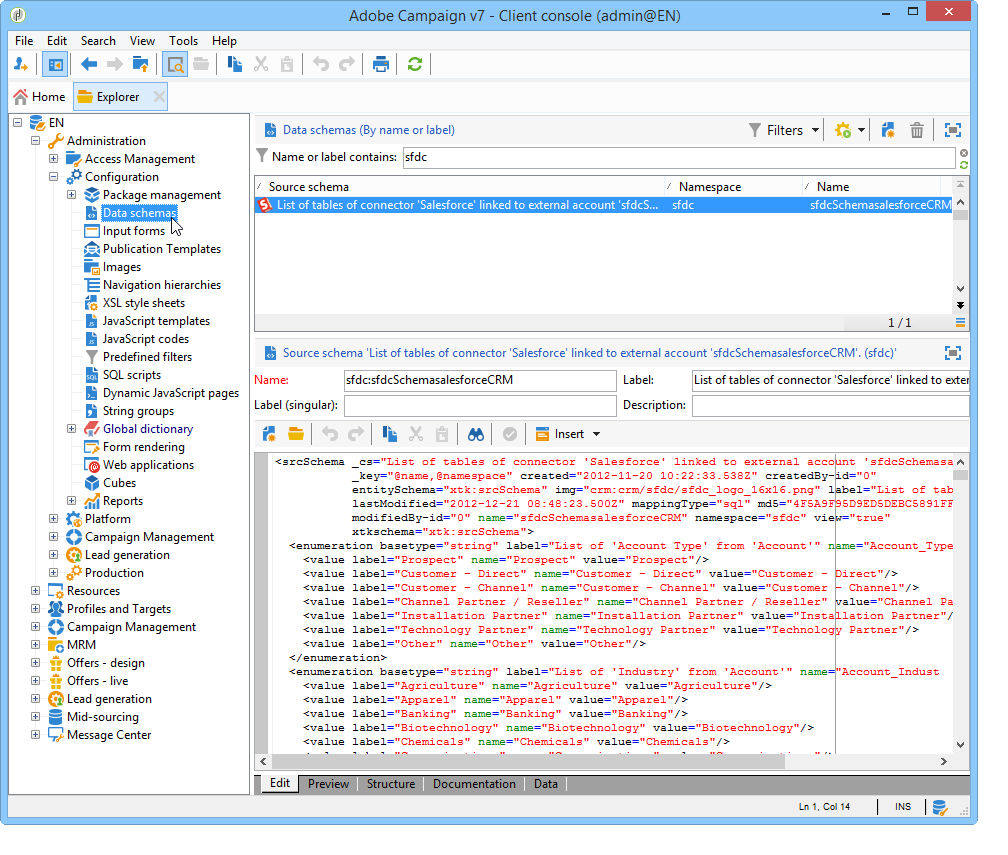 Adobe Campaign v7 - Client console (admin@EN)
File Edit Search View Tools Help
Home Explorer
EN
Administration
Access Management
Configuration
Package management
Data schemas
Input forms
Publication Templates
Images
Navigation hierarchies
XSL style sheets
JavaScript templates
JavaScript codes
Predefined filters
SQL scripts
Dynamic JavaScript pages
String groups
Global dictionary
Form rendering
Web applications
Cubes
Reports
Platform
Campaign Management
Lead generation
Production
Resources
Profiles and Targets
Campaign Management
MRM
Offers - design
Offers - live
Lead generation
Mid-sourcing
Message Center
Data schemas (By name or label) Filters
Name or label contains: sfdc
Source schema Namespace Name
List of tables of connector 'Salesforce' linked to external account 'sfdcS... sfdc sfdcSchemasalesforceCRM
1 / 1
Source schema 'List of tables of connector 'Salesforce' linked to external account 'sfdcSchemasalesforceCRM'. (sfdc)'
Name: sfdc:sfdcSchemasalesforceCRM Label: List of tables of connector 'Salesforce' linked to exter
Label (singular): Description:
Insert
<srcSchema _cs="List of tables of connector 'Salesforce' linked to external account 'sfdcSchemasa
_key="@name,@namespace" created="2012-11-20 10:22:33.538Z" createdBy-id="0"
entitySchema="xtk:srcSchema" img="crm:crm/sfdc/sfdc_logo_16x16.png" label="List of tab
lastModified="2012-12-21 08:48:23.500Z" mappingType="sql" md5="4F5A9F95D9ED5DEBC5891FF
modifiedBy-id="0" name="sfdcSchemasalesforceCRM" namespace="sfdc" view="true"
xtkschema="xtk:srcSchema">
<enumeration basetype="string" label="List of 'Account Type' from 'Account'" name="Account_Type
<value label="Prospect" name="Prospect" value="Prospect"/>
<value label="Customer - Direct" name="Customer - Direct" value="Customer - Direct"/>
<value label="Customer - Channel" name="Customer - Channel" value="Customer - Channel"/>
<value label="Channel Partner / Reseller" name="Channel Partner / Reseller" value="Channel Pa
<value label="Installation Partner" name="Installation Partner" value="Installation Partner"/
<value label="Technology Partner" name="Technology Partner" value="Technology Partner"/>
<value label="Other" name="Other" value="Other"/>
</enumeration>
<enumeration basetype="string" label="List of 'Industry' from 'Account'" name="Account_Indust
<value label="Agriculture" name="Agriculture" value="Agriculture"/>
<value label="Apparel" name="Apparel" value="Apparel"/>
<value label="Banking" name="Banking" value="Banking"/>
<value label="Biotechnology" name="Biotechnology" value="Biotechnology"/>
<value label="Chemicals" name="Chemicals" value="Chemicals"/>
Edit Preview Structure Documentation Data
Ln 1, Col 14 INS